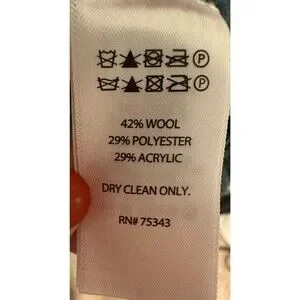 42% WOOL
29% POLYESTER
29% ACRYLIC
DRY CLEAN ONLY.
RN# 75343